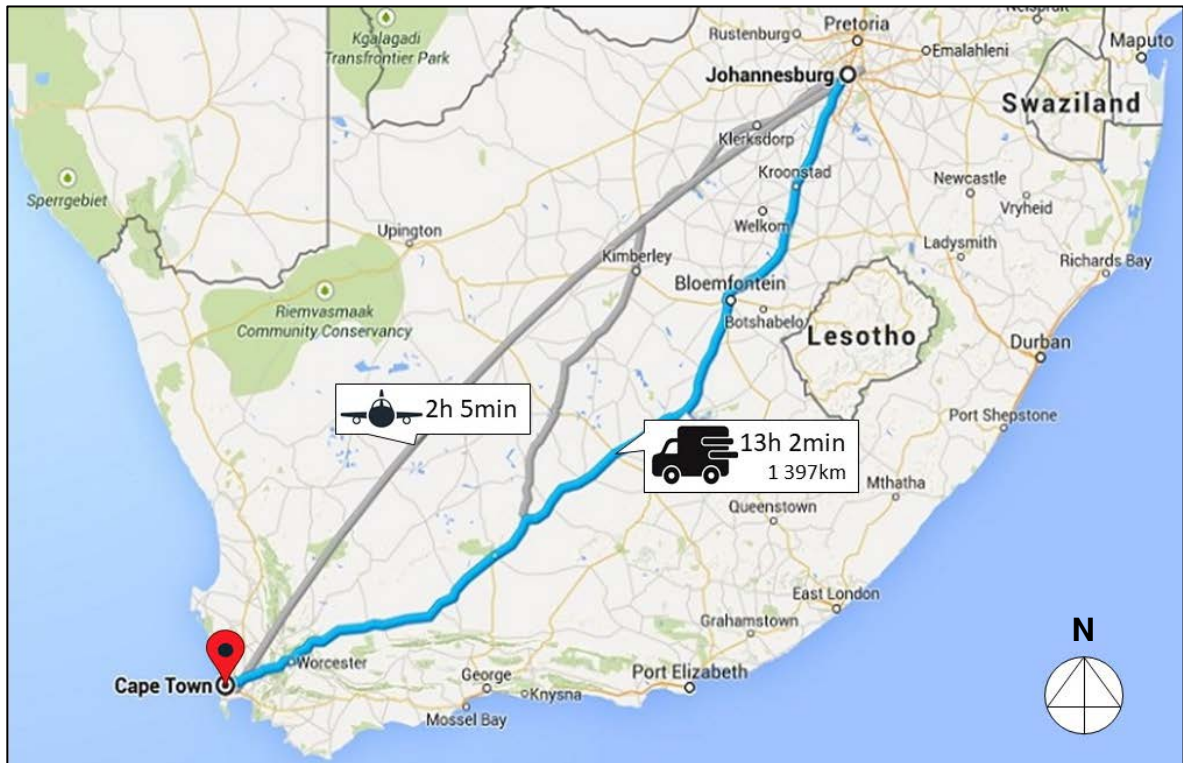 Kgalagadi
Transfrontier Park
Rustenburg
Pretoria
Nelspruit
Emalahleni
Maputo
Johannesburg
Swaziland
Klerksdorp
Kroonstad
Newcastle
Vryheid
Sperrgebiet
Upington
Welkom
Ladysmith
Richards Bay
Kimberley
Bloemfontein
Riemvasmaak
Community Conservancy
Botshabelo
Lesotho
Durban
2h 5min
Port Shepstone
13h 2min
1 397km
Mthatha
Queenstown
East London
Grahamstown
N
Worcester
Cape Town
George
Knysna
Port Elizabeth
Mossel Bay